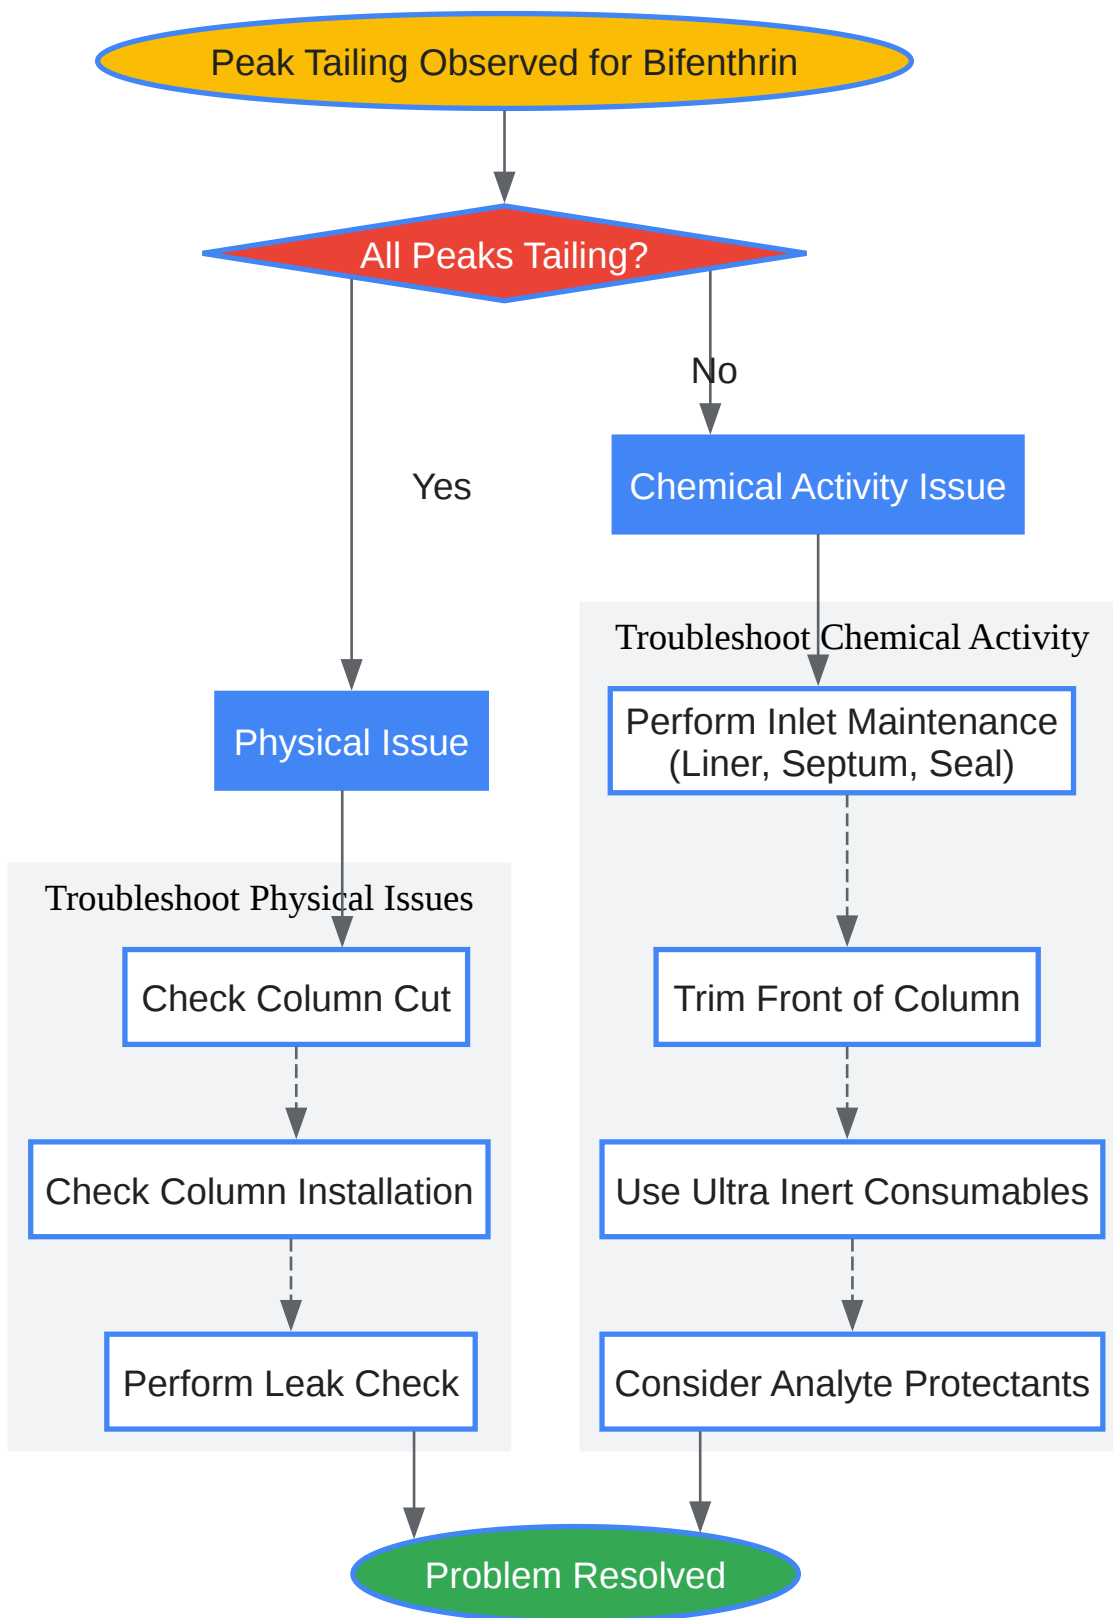 Peak Tailing Observed for Bifenthrin
All Peaks Tailing?
No
Yes
Chemical Activity Issue
Troubleshoot Chemical Activity
Perform Inlet Maintenance
(Liner, Septum, Seal)
Physical Issue
Troubleshoot Physical Issues
Check Column Cut
Trim Front of Column
Check Column Installation
Use Ultra Inert Consumables
Perform Leak Check
Consider Analyte Protectants
Problem Resolved